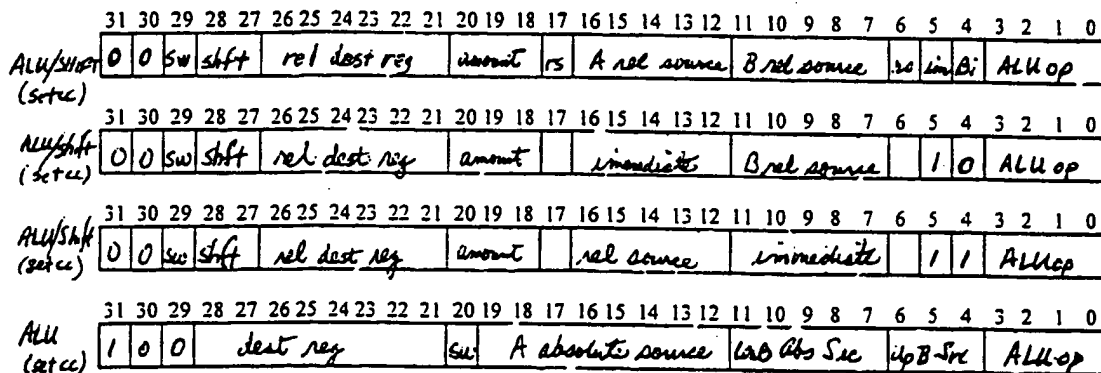 31 30 29 28 27 26 25 24 23 22 21 20 19 18 17 16 15 14 13 12 11 10 9 8 7 6 5 4 3 2 1 0
ALU/SHIFT 0 0 sw shft rel dest reg amount rs A rel source B rel source rs im Bi ALU op
(setcc)
31 30 29 28 27 26 25 24 23 22 21 20 19 18 17 16 15 14 13 12 11 10 9 8 7 6 5 4 3 2 1 0
ALU/shft 0 0 sw shft rel dest reg amount immediate B rel source 1 0 ALU op
(setcc)
31 30 29 28 27 26 25 24 23 22 21 20 19 18 17 16 15 14 13 12 11 10 9 8 7 6 5 4 3 2 1 0
ALU/Shft 0 0 sw shft rel dest reg amount rel source immediate 1 1 ALUop
(setcc)
31 30 29 28 27 26 25 24 23 22 21 20 19 18 17 16 15 14 13 12 11 10 9 8 7 6 5 4 3 2 1 0
ALU 1 0 0 dest reg sw A absolute source LowB Abs Src UpB-Src ALU-op
(setcc)